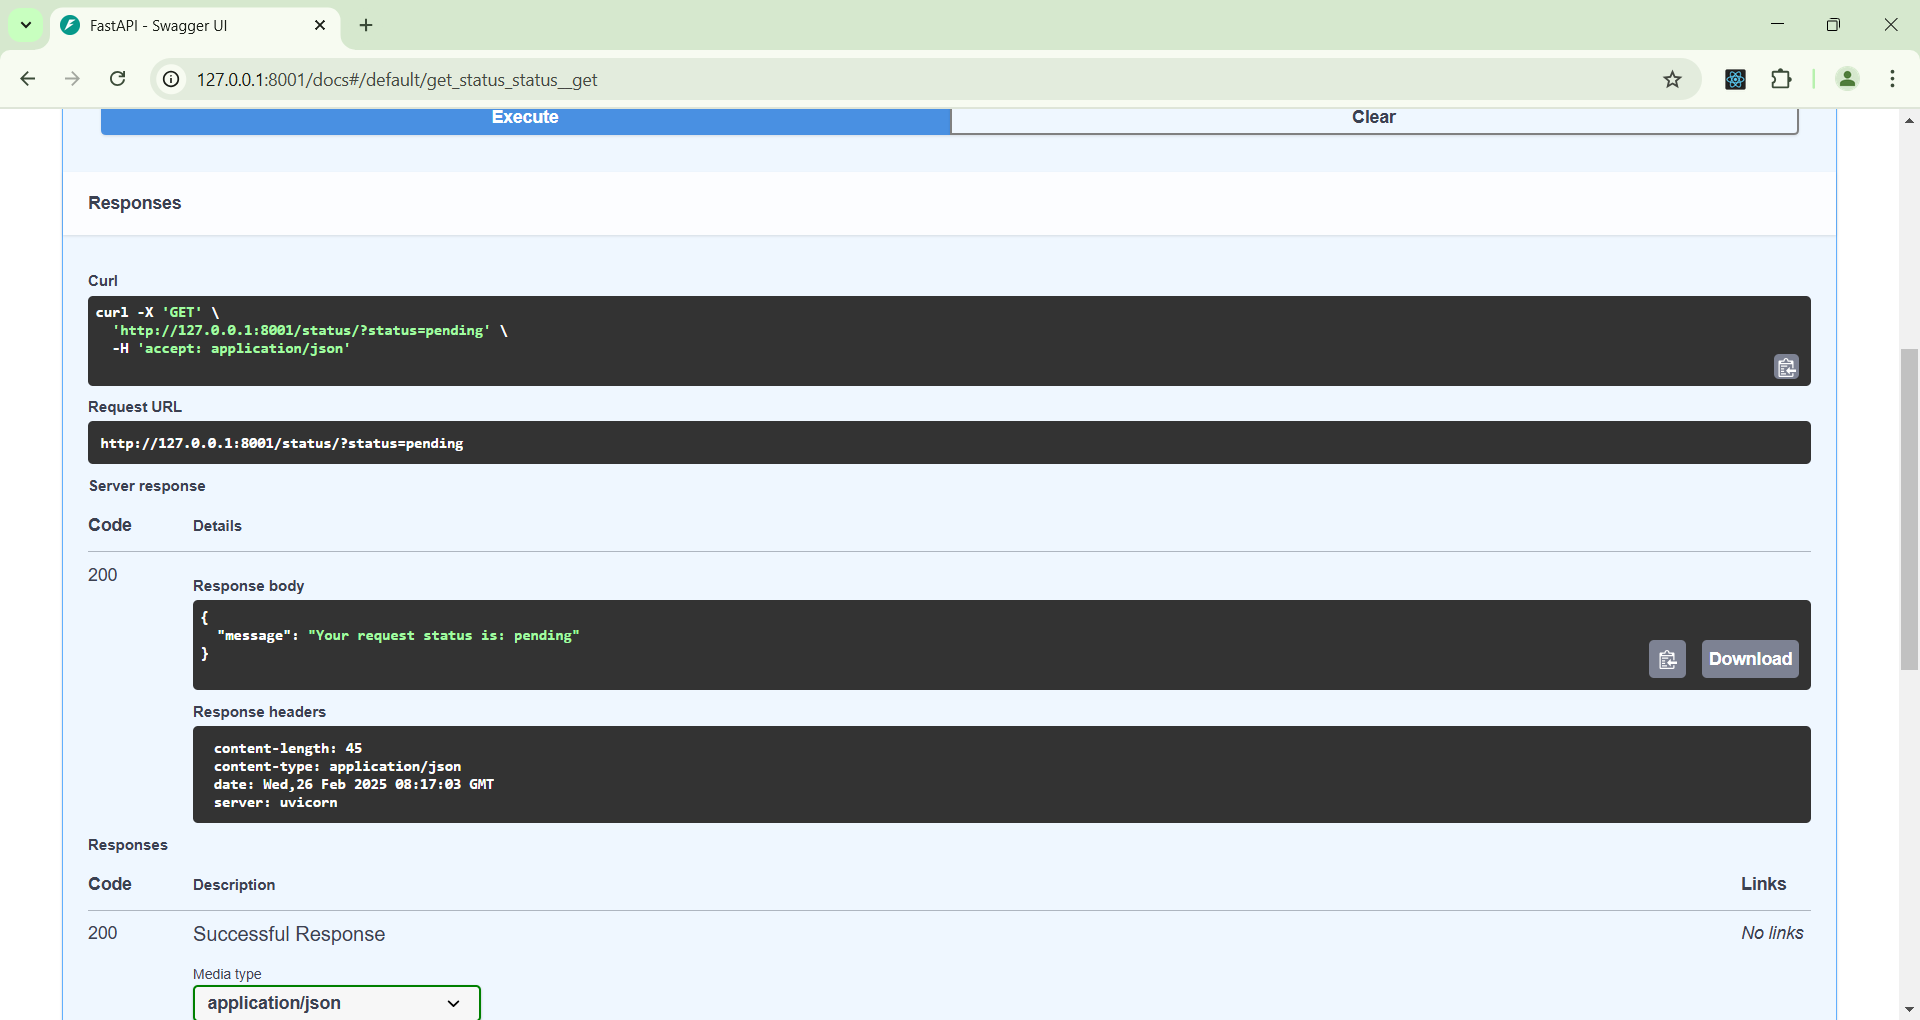 FastAPI - Swagger UI
127.0.0.1:8001/docs#/default/get_status_status__get
Execute
Clear
Responses
Curl
curl -X 'GET' \
'http://127.0.0.1:8001/status/?status=pending' \
-H 'accept: application/json'
Request URL
http://127.0.0.1:8001/status/?status=pending
Server response
Code Details
200
Response body
{
"message": "Your request status is: pending"
}
Download
Response headers
content-length: 45
content-type: application/json
date: Wed,26 Feb 2025 08:17:03 GMT
server: uvicorn
Responses
Code Description Links
200 Successful Response No links
Media type
application/json